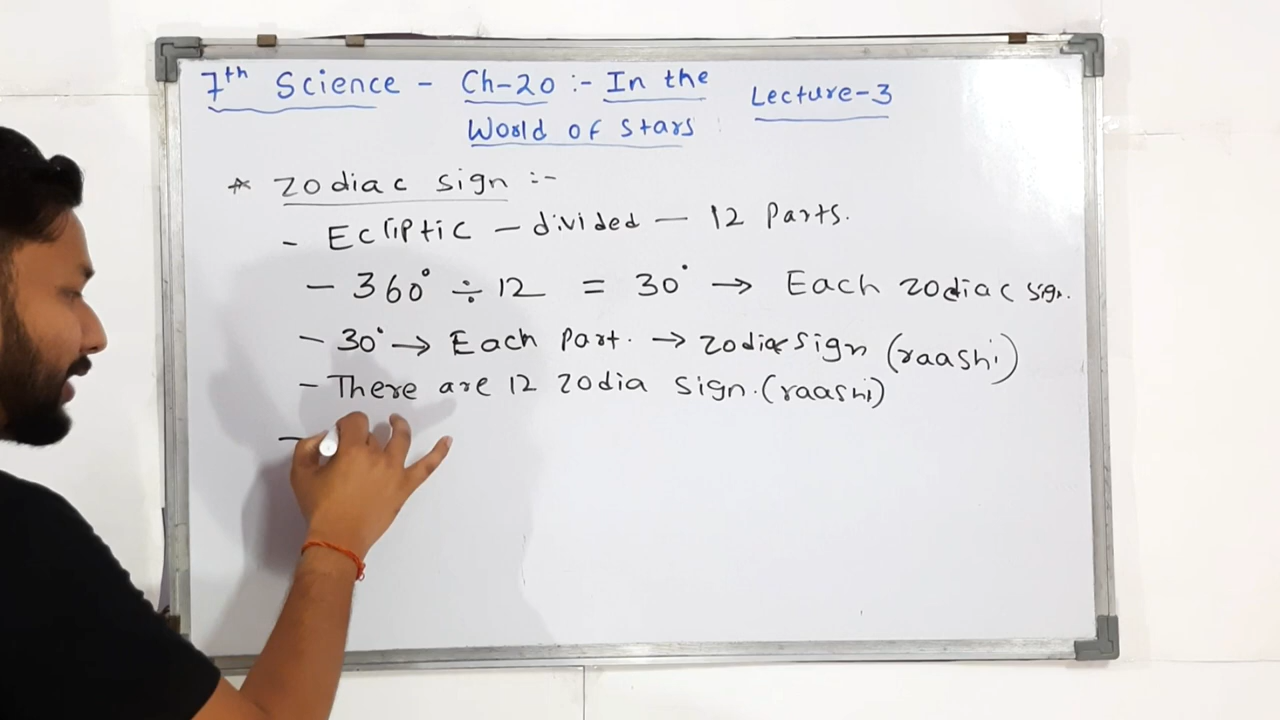 7th Science - Ch-20 :- In the World of Stars
Lecture-3
* Zodiac sign :-
- Ecliptic - divided - 12 Parts.
- 360° ÷ 12 = 30° → Each zodiac sign.
- 30° → Each Part. → zodiac sign (raashi)
- There are 12 zodia sign. (raashi)
-